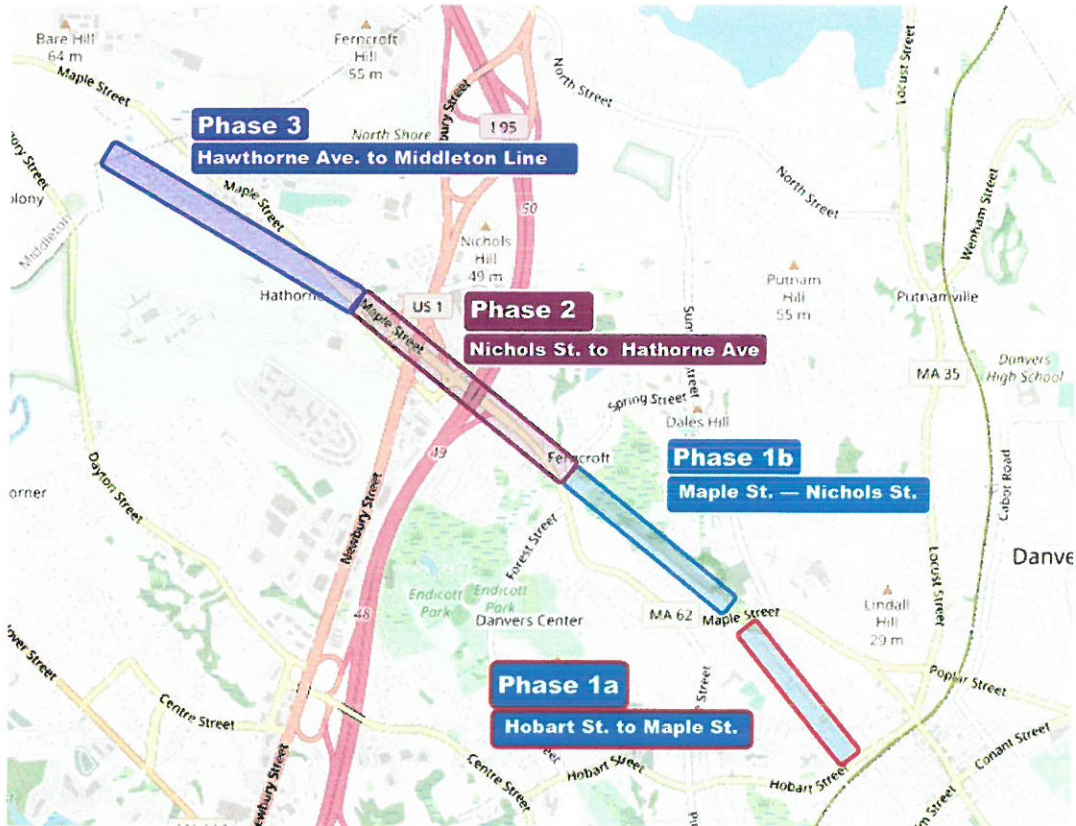 Bare Hill
64 m
Ferncroft
Hill
55 m
Maple Street
North Street
Locust Street
Phase 3
North Shore
I 95
Hawthorne Ave. to Middleton Line
Maple Street
50
North Street
Wenham Street
Middleton
Nichols
Hill
49 m
Hathorne
US 1
Maple Street
Putnam
Hill
55 m
Putnamville
Phase 2
Nichols St. to Hathorne Ave
MA 35
Danvers
High School
Spring Street
Dales Hill
49
Ferncroft
Phase 1b
Maple St. — Nichols St.
Dayton Street
Newbury Street
Forest Street
Cabot Road
Locust Street
Endicott
Park
Endicott
Park
Danvers Center
48
MA 62
Maple Street
Lindall
Hill
29 m
Phase 1a
Hobart St. to Maple St.
Poplar Street
Centre Street
Centre Street
Hobart Street
Hobart Street
Conant Street